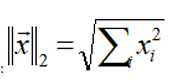 ; ‖x⃗‖₂ = √∑ᵢ xᵢ²